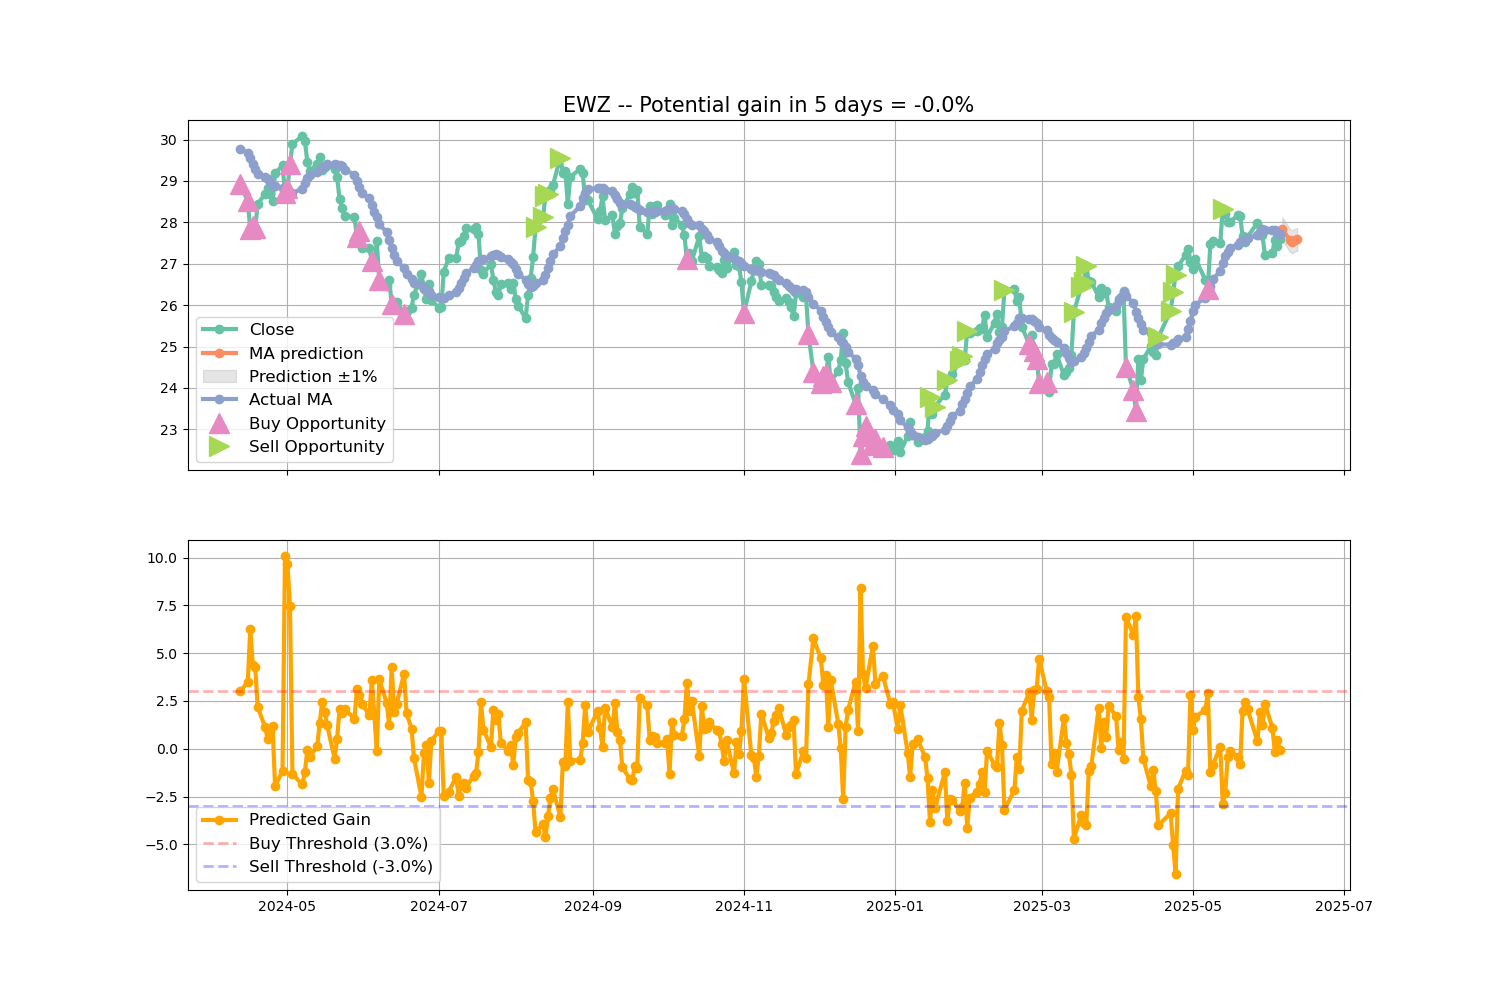 EWZ -- Potential gain in 5 days = -0.0%
30
29
28
27
26
25
24
23
Close
MA prediction
Prediction ±1%
Actual MA
Buy Opportunity
Sell Opportunity
10.0
7.5
5.0
2.5
0.0
−2.5
−5.0
Predicted Gain
Buy Threshold (3.0%)
Sell Threshold (-3.0%)
2024-05 2024-07 2024-09 2024-11 2025-01 2025-03 2025-05 2025-07